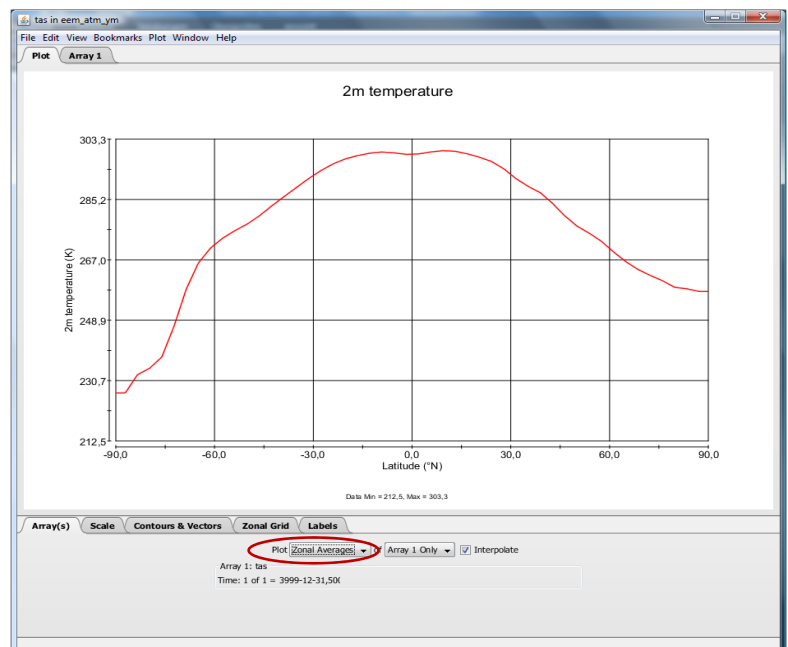 tas in eem_atm_ym
File Edit View Bookmarks Plot Window Help
Plot Array 1
2m temperature
303,3
285,2
267,0
248,9
230,7
212,5
2m temperature (K)
-90,0 -60,0 -30,0 0,0 30,0 60,0 90,0
Latitude (°N)
Data Min = 212,5, Max = 303,3
Array(s) Scale Contours & Vectors Zonal Grid Labels
Plot Zonal Averages of Array 1 Only Interpolate
Array 1: tas
Time: 1 of 1 = 3999-12-31,50(